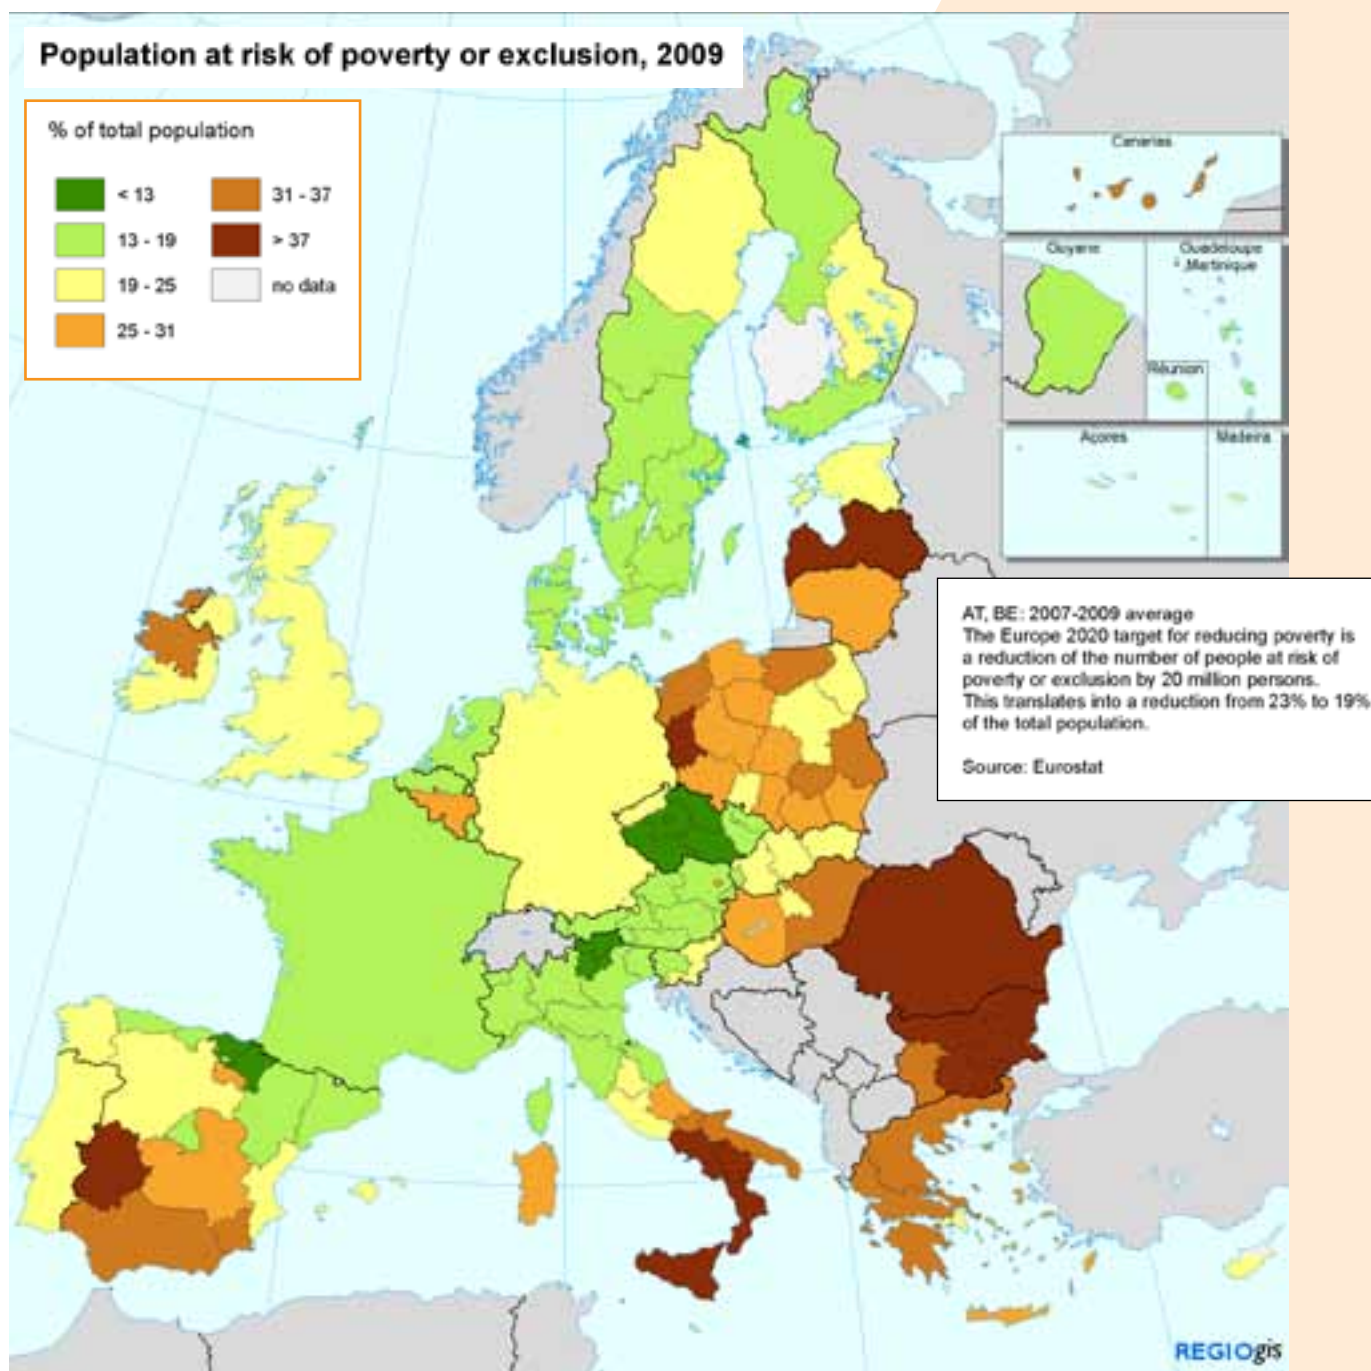 Population at risk of poverty or exclusion, 2009
% of total population
< 13
13 - 19
19 - 25
25 - 31
31 - 37
> 37
no data
Canarias
Guyane
Guadeloupe
Martinique
Réunion
Açores
Madeira
AT, BE: 2007-2009 average
The Europe 2020 target for reducing poverty is
a reduction of the number of people at risk of
poverty or exclusion by 20 million persons.
This translates into a reduction from 23% to 19%
of the total population.
Source: Eurostat
REGIOgis